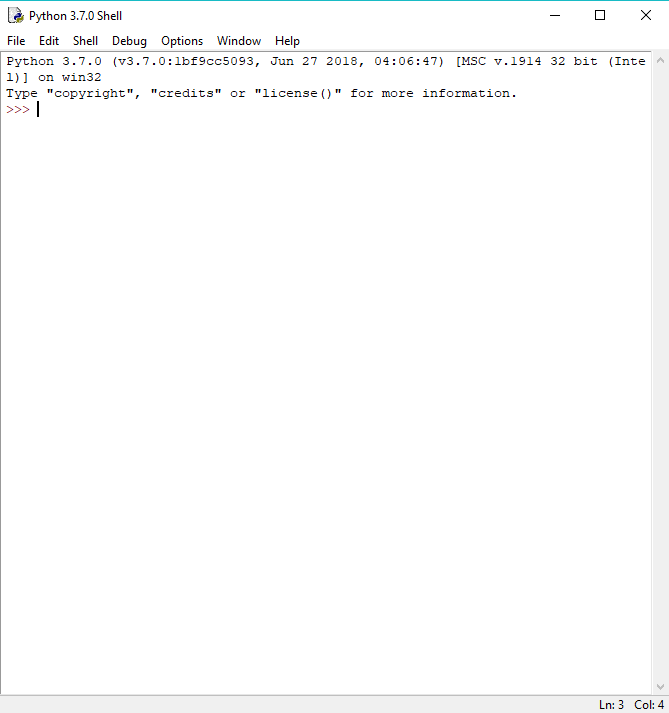 Python 3.7.0 Shell
File Edit Shell Debug Options Window Help
Python 3.7.0 (v3.7.0:1bf9cc5093, Jun 27 2018, 04:06:47) [MSC v.1914 32 bit (Inte
l)] on win32
Type "copyright", "credits" or "license()" for more information.
>>>
Ln: 3 Col: 4